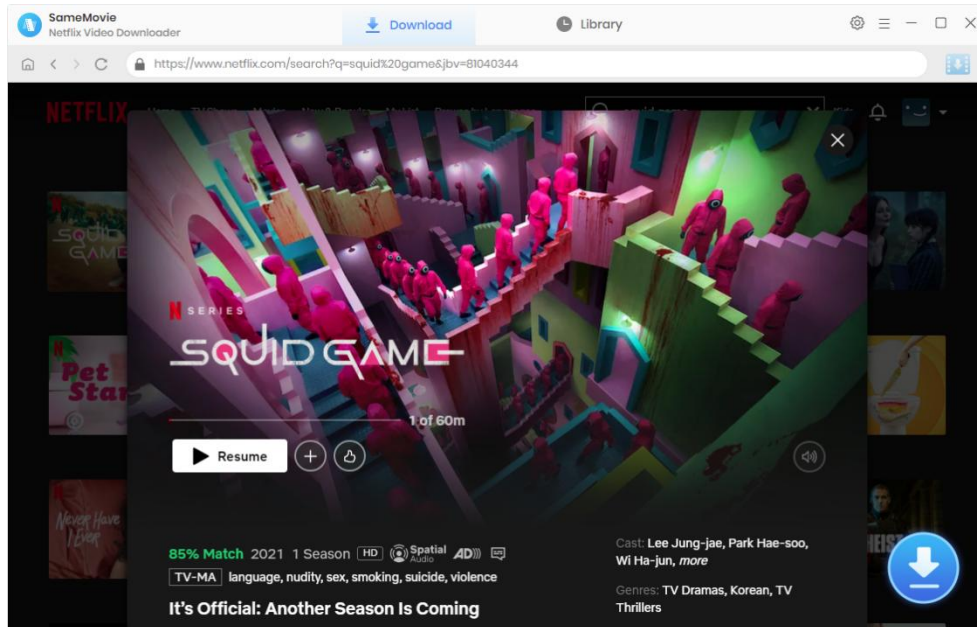 SameMovie
Netflix Video Downloader
Download
Library
https://www.netflix.com/search?q=squid%20game&jbv=81040344
NETFLIX
SQUID GAME
N SERIES
SQUID GAME
Pet
Star
1 of 60m
Resume
Never Have
I Ever
85% Match 2021 1 Season HD Spatial Audio AD
TV-MA language, nudity, sex, smoking, suicide, violence
It's Official: Another Season Is Coming
Cast: Lee Jung-jae, Park Hae-soo,
Wi Ha-jun, more
Genres: TV Dramas, Korean, TV
Thrillers